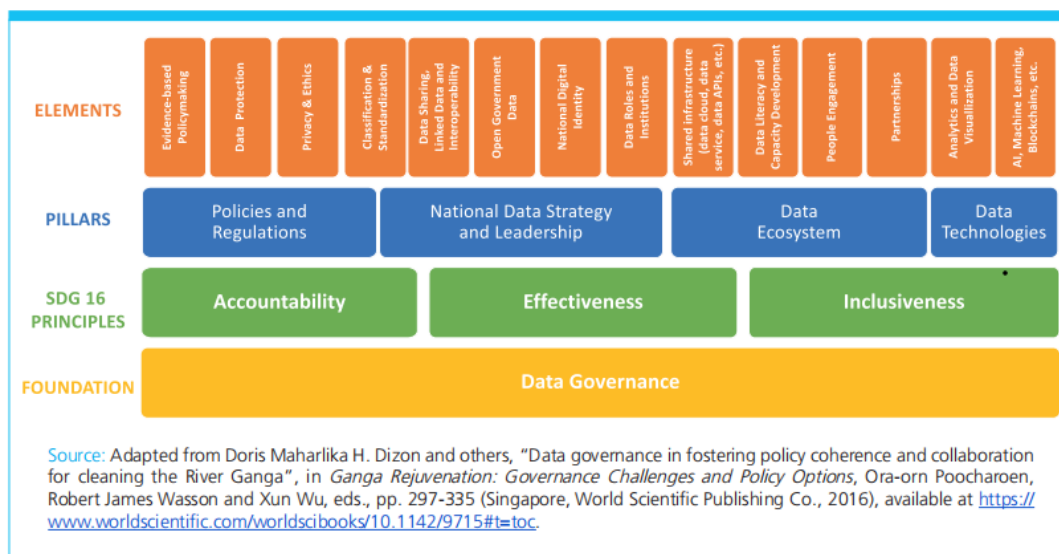 ELEMENTS
Evidence-based
Policymaking
Data Protection
Privacy & Ethics
Classification &
Standardization
Data Sharing,
Linked Data and
Interoperability
Open Government
Data
National Digital
Identity
Data Roles and
Institutions
Shared infrastructure
(data cloud, data
service, data APIs, etc.)
Data Literacy and
Capacity Development
People Engagement
Partnerships
Analytics and Data
Visuallization
AI, Machine Learning,
Blockchains, etc.
PILLARS
Policies and
Regulations
National Data Strategy
and Leadership
Data
Ecosystem
Data
Technologies
SDG 16
PRINCIPLES
Accountability
Effectiveness
Inclusiveness
FOUNDATION
Data Governance
Source: Adapted from Doris Maharlika H. Dizon and others, “Data governance in fostering policy coherence and collaboration
for cleaning the River Ganga”, in Ganga Rejuvenation: Governance Challenges and Policy Options, Ora-orn Poocharoen,
Robert James Wasson and Xun Wu, eds., pp. 297-335 (Singapore, World Scientific Publishing Co., 2016), available at https://
www.worldscientific.com/worldscibooks/10.1142/9715#t=toc.